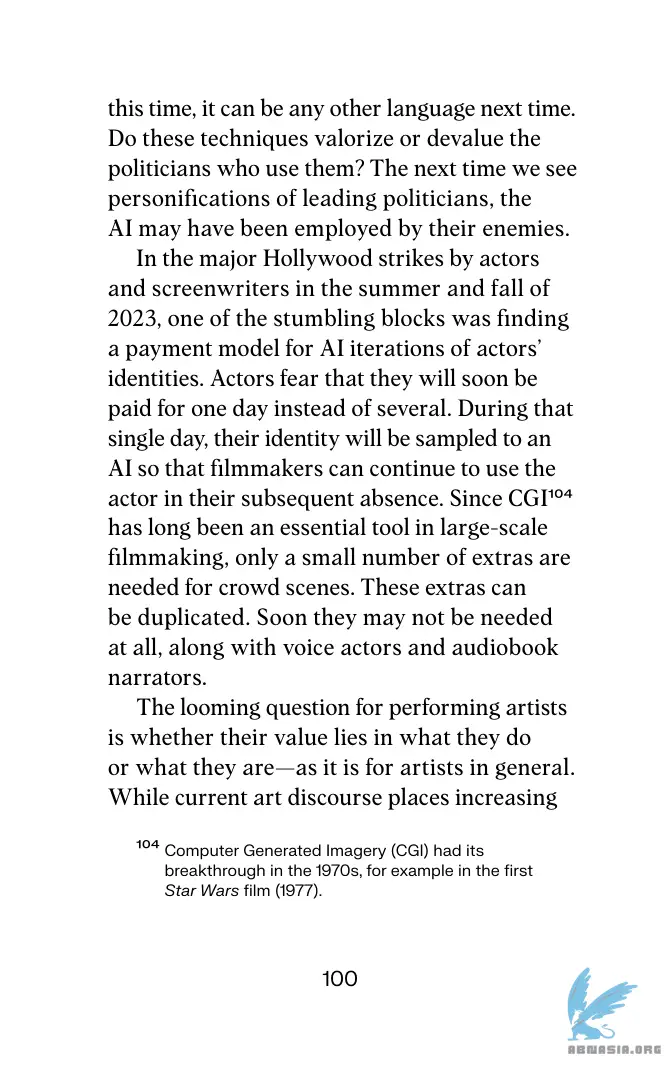 this time, it can be any other language next time.
Do these techniques valorize or devalue the
politicians who use them? The next time we see
personifications of leading politicians, the
AI may have been employed by their enemies.
In the major Hollywood strikes by actors
and screenwriters in the summer and fall of
2023, one of the stumbling blocks was finding
a payment model for AI iterations of actors’
identities. Actors fear that they will soon be
paid for one day instead of several. During that
single day, their identity will be sampled to an
AI so that filmmakers can continue to use the
actor in their subsequent absence. Since CGI¹⁰⁴
has long been an essential tool in large-scale
filmmaking, only a small number of extras are
needed for crowd scenes. These extras can
be duplicated. Soon they may not be needed
at all, along with voice actors and audiobook
narrators.
The looming question for performing artists
is whether their value lies in what they do
or what they are—as it is for artists in general.
While current art discourse places increasing
¹⁰⁴ Computer Generated Imagery (CGI) had its
breakthrough in the 1970s, for example in the first
Star Wars film (1977).
100
ABNASIA.ORG